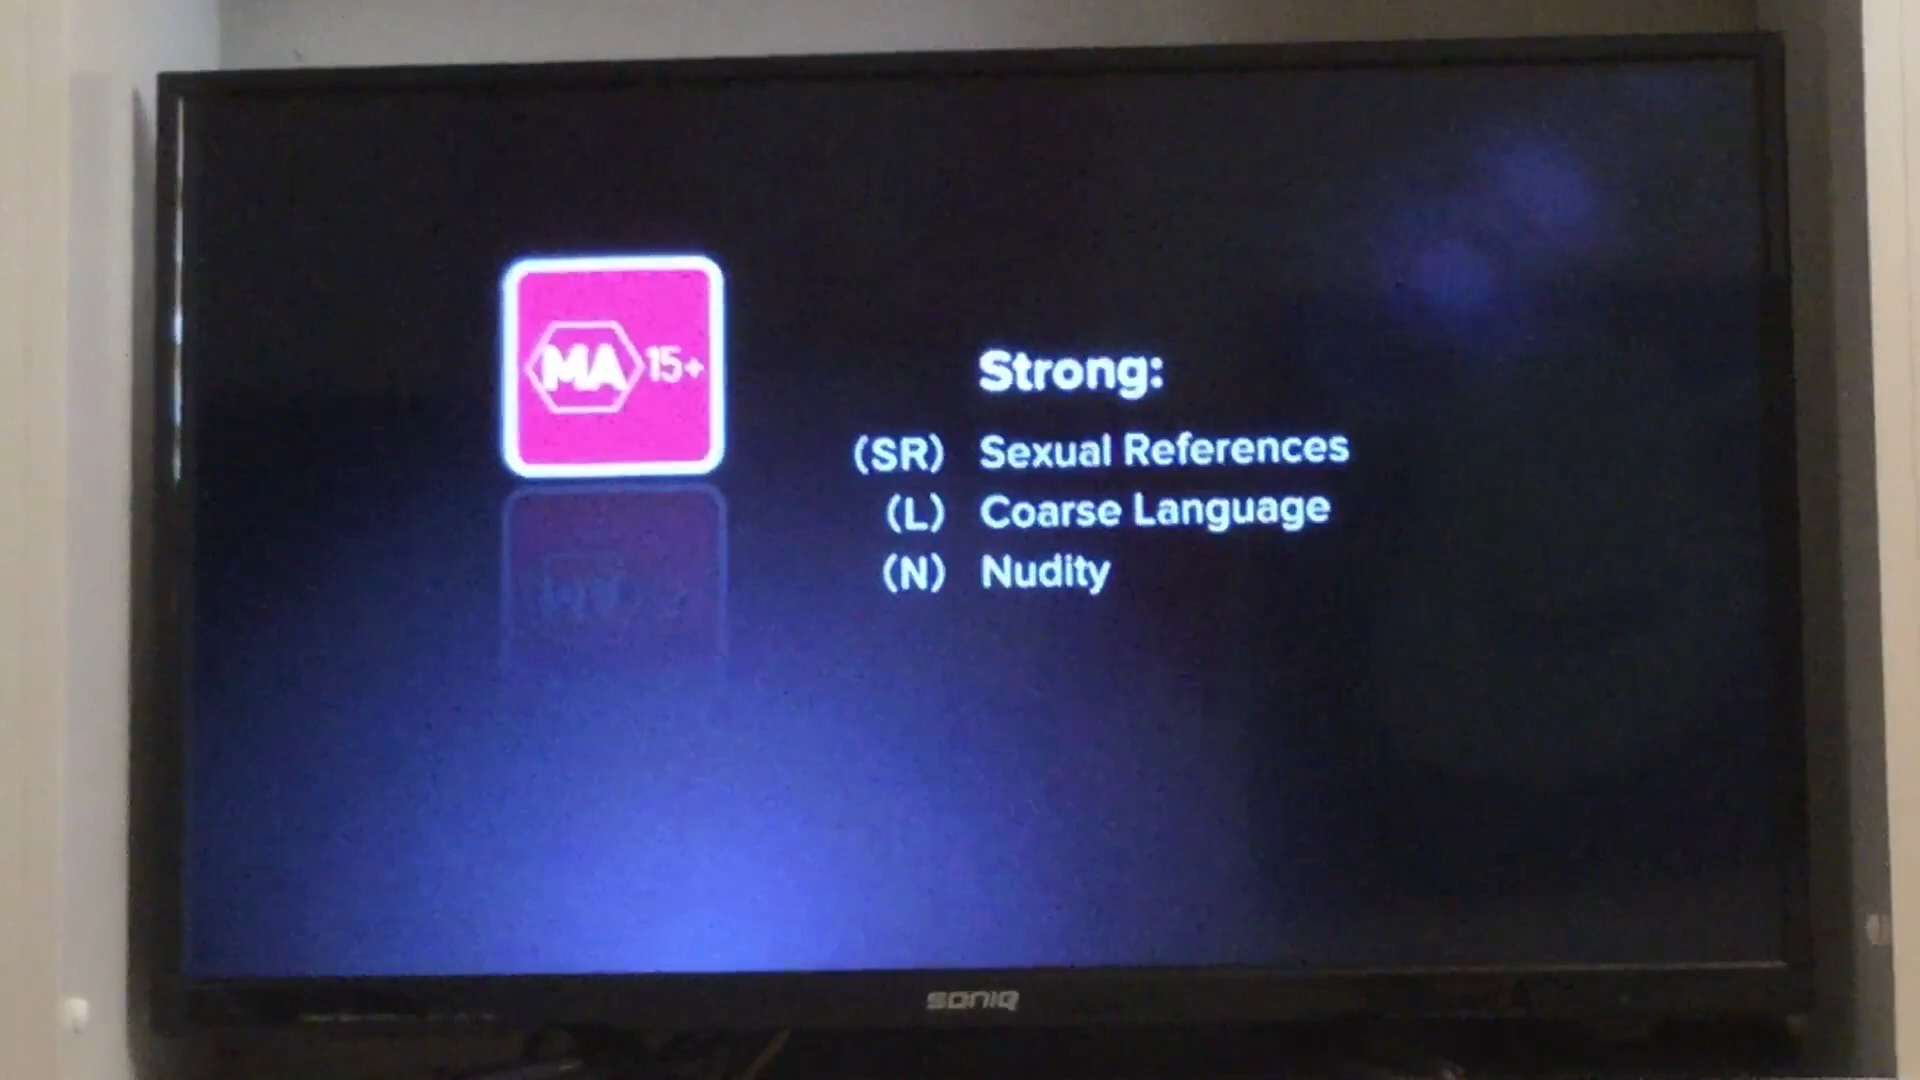 MA 15+
Strong:
(SR) Sexual References
(L) Coarse Language
(N) Nudity
SONIQ